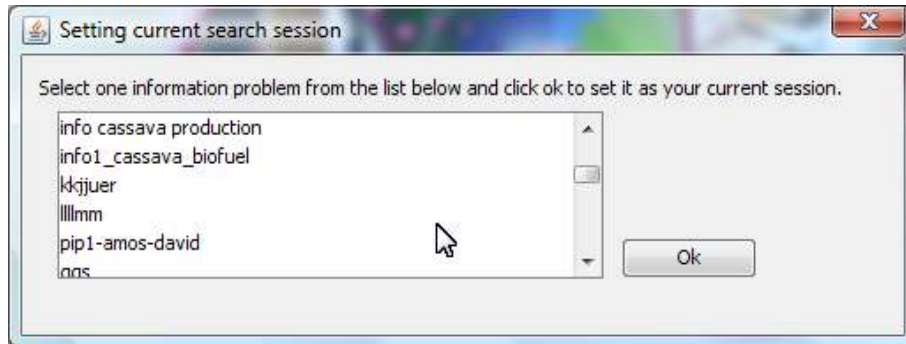 Setting current search session
Select one information problem from the list below and click ok to set it as your current session.
info cassava production
info1_cassava_biofuel
kkjjuer
llllmm
pip1-amos-david
Ok